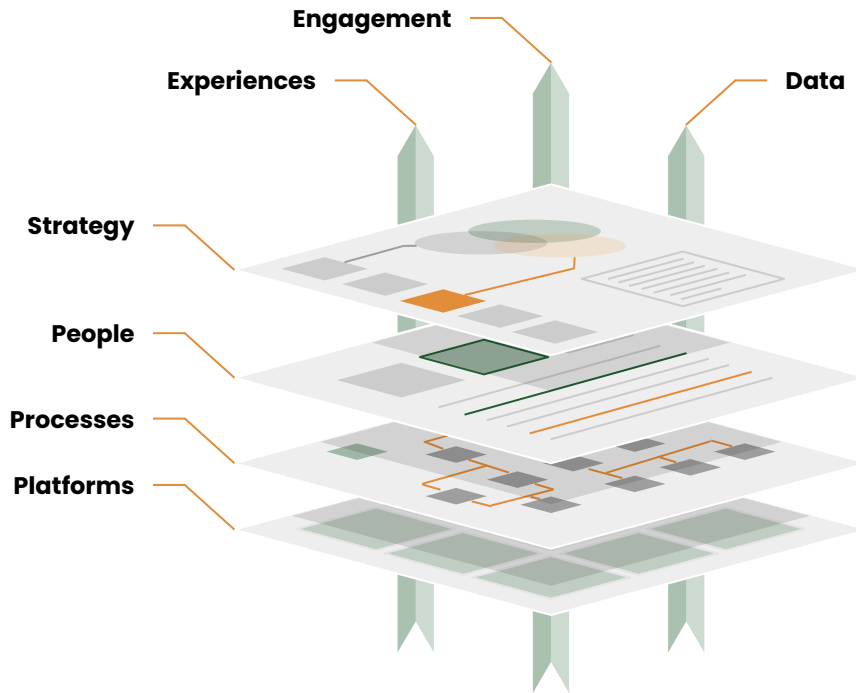 Engagement
Experiences
Data
Strategy
People
Processes
Platforms